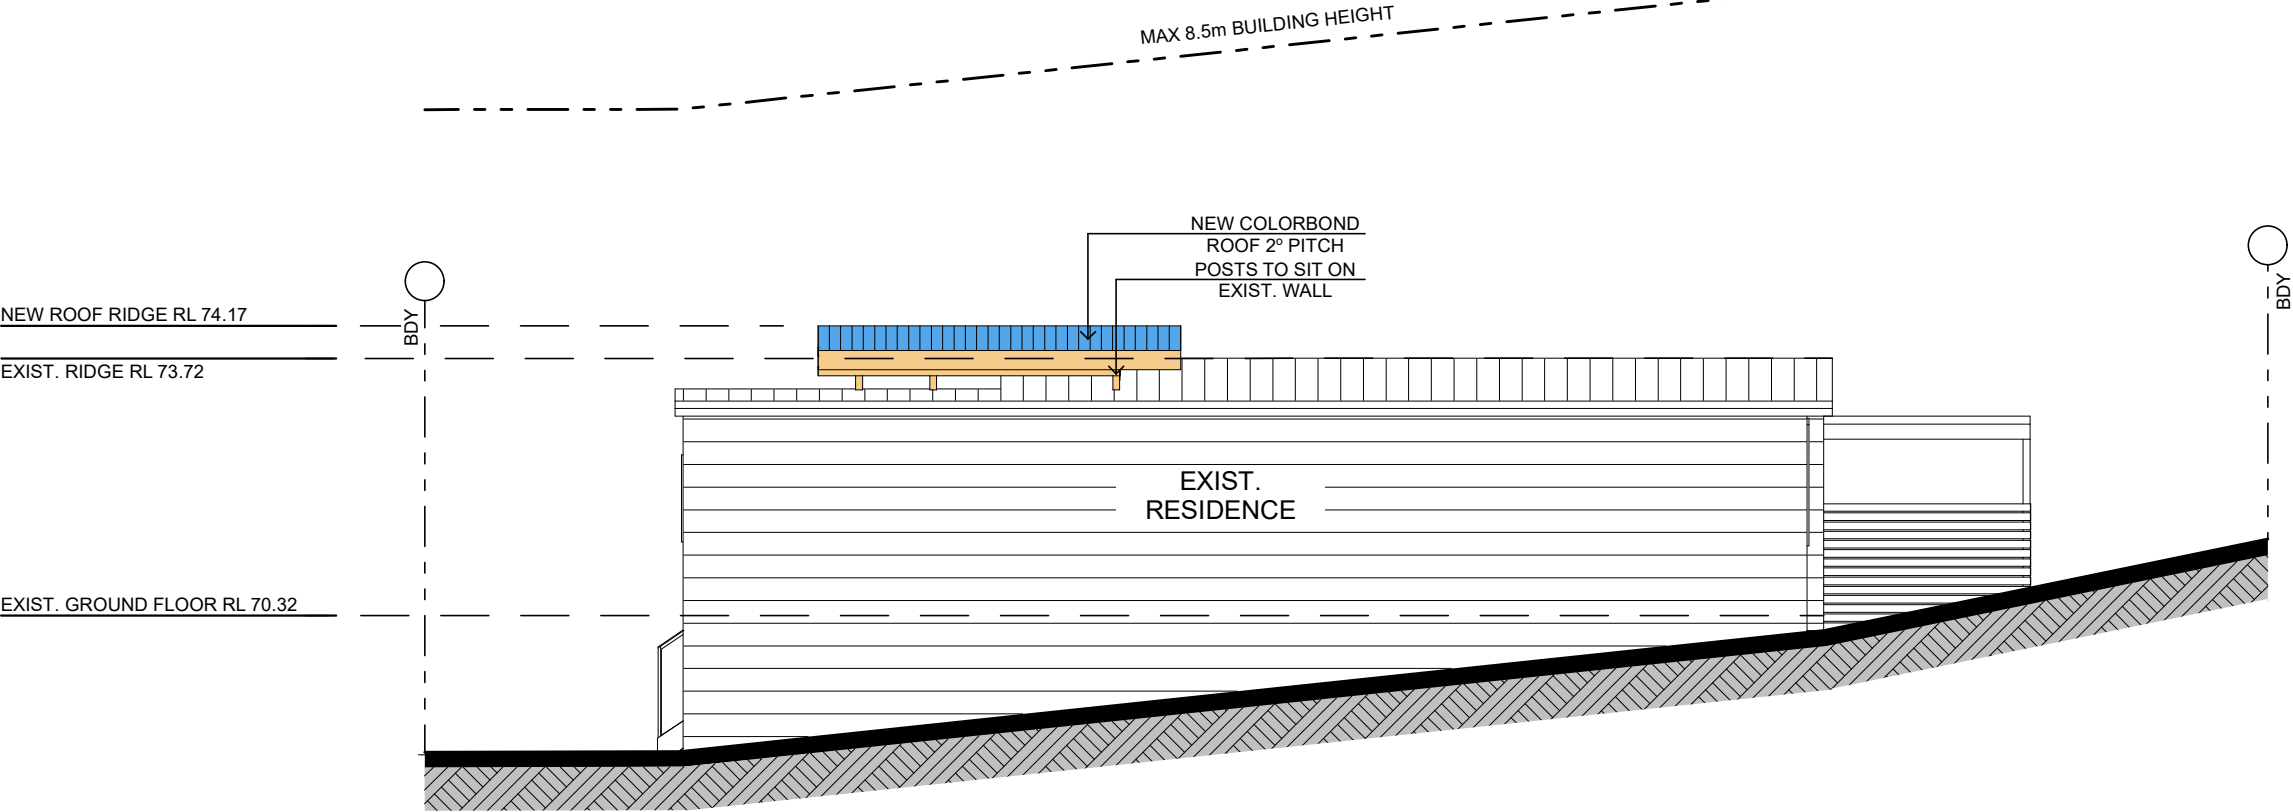 MAX 8.5m BUILDING HEIGHT
NEW COLORBOND
ROOF 2º PITCH
POSTS TO SIT ON
EXIST. WALL
BDY
BDY
NEW ROOF RIDGE RL 74.17
EXIST. RIDGE RL 73.72
EXIST.
RESIDENCE
EXIST. GROUND FLOOR RL 70.32